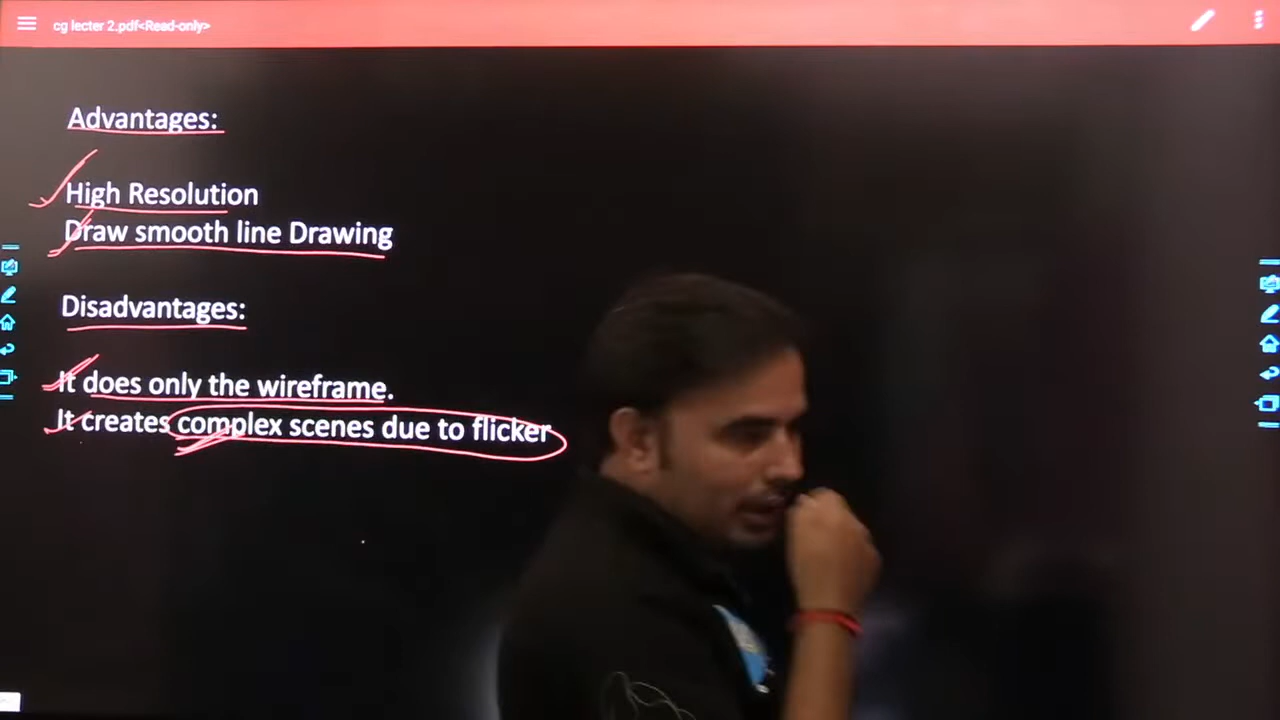 cg lecter 2.pdf<Read-only>
Advantages:
High Resolution
Draw smooth line Drawing
Disadvantages:
It does only the wireframe.
It creates complex scenes due to flicker